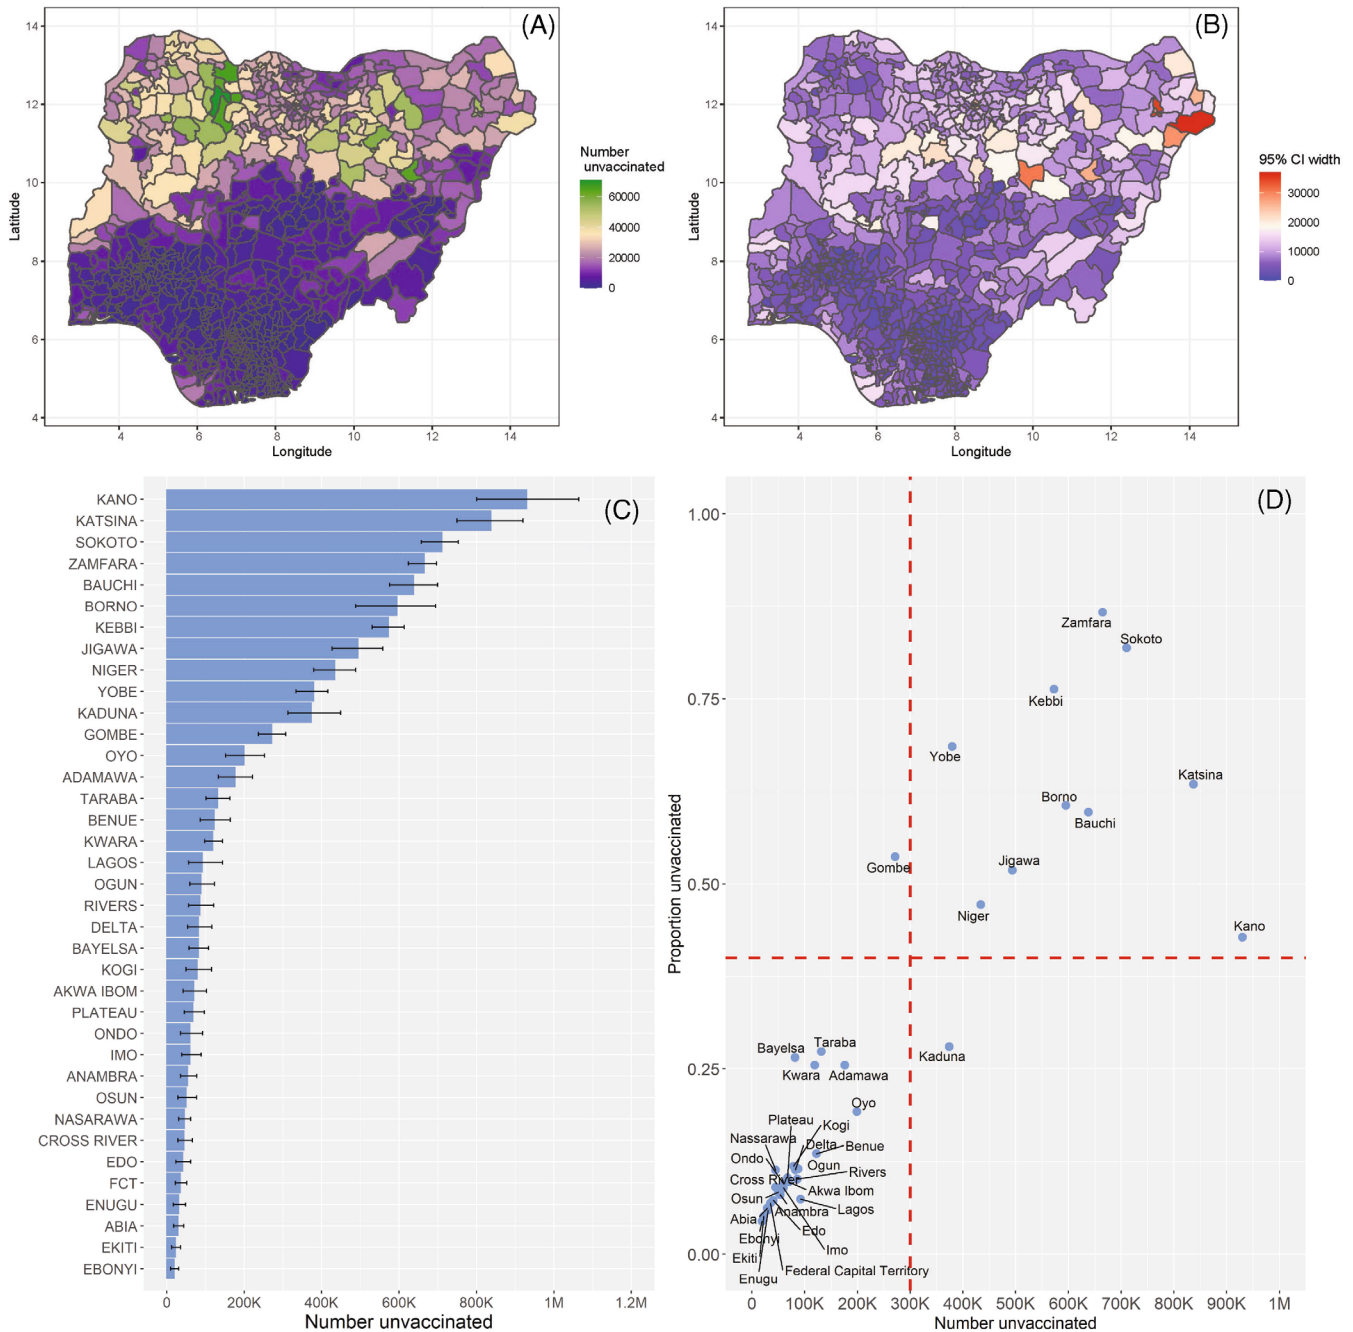 (A)
14
12
10
8
6
4
Latitude
4
6
8
10
12
14
Longitude
Number
unvaccinated
60000
40000
20000
0
(B)
14
12
10
8
6
4
Latitude
4
6
8
10
12
14
Longitude
95% CI width
30000
20000
10000
0
(C)
KANO
KATSINA
SOKOTO
ZAMFARA
BAUCHI
BORNO
KEBBI
JIGAWA
NIGER
YOBE
KADUNA
GOMBE
OYO
ADAMAWA
TARABA
BENUE
KWARA
LAGOS
OGUN
RIVERS
DELTA
BAYELSA
KOGI
AKWA IBOM
PLATEAU
ONDO
IMO
ANAMBRA
OSUN
NASARAWA
CROSS RIVER
EDO
FCT
ENUGU
ABIA
EKITI
EBONYI
0
200K
400K
600K
800K
1M
1.2M
Number unvaccinated
(D)
1.00
0.75
0.50
0.25
0.00
Proportion unvaccinated
Zamfara
Sokoto
Kebbi
Yobe
Katsina
Borno
Bauchi
Gombe
Jigawa
Niger
Kano
Kaduna
Bayelsa
Taraba
Kwara
Adamawa
Oyo
Plateau
Kogi
Nassarawa
Delta
Benue
Ondo
Ogun
Rivers
Cross River
Akwa Ibom
Osun
Anambra
Lagos
Abia
Edo
Ebonyi
Imo
Ekiti
Federal Capital Territory
Enugu
0
100K
200K
300K
400K
500K
600K
700K
800K
900K
1M
Number unvaccinated